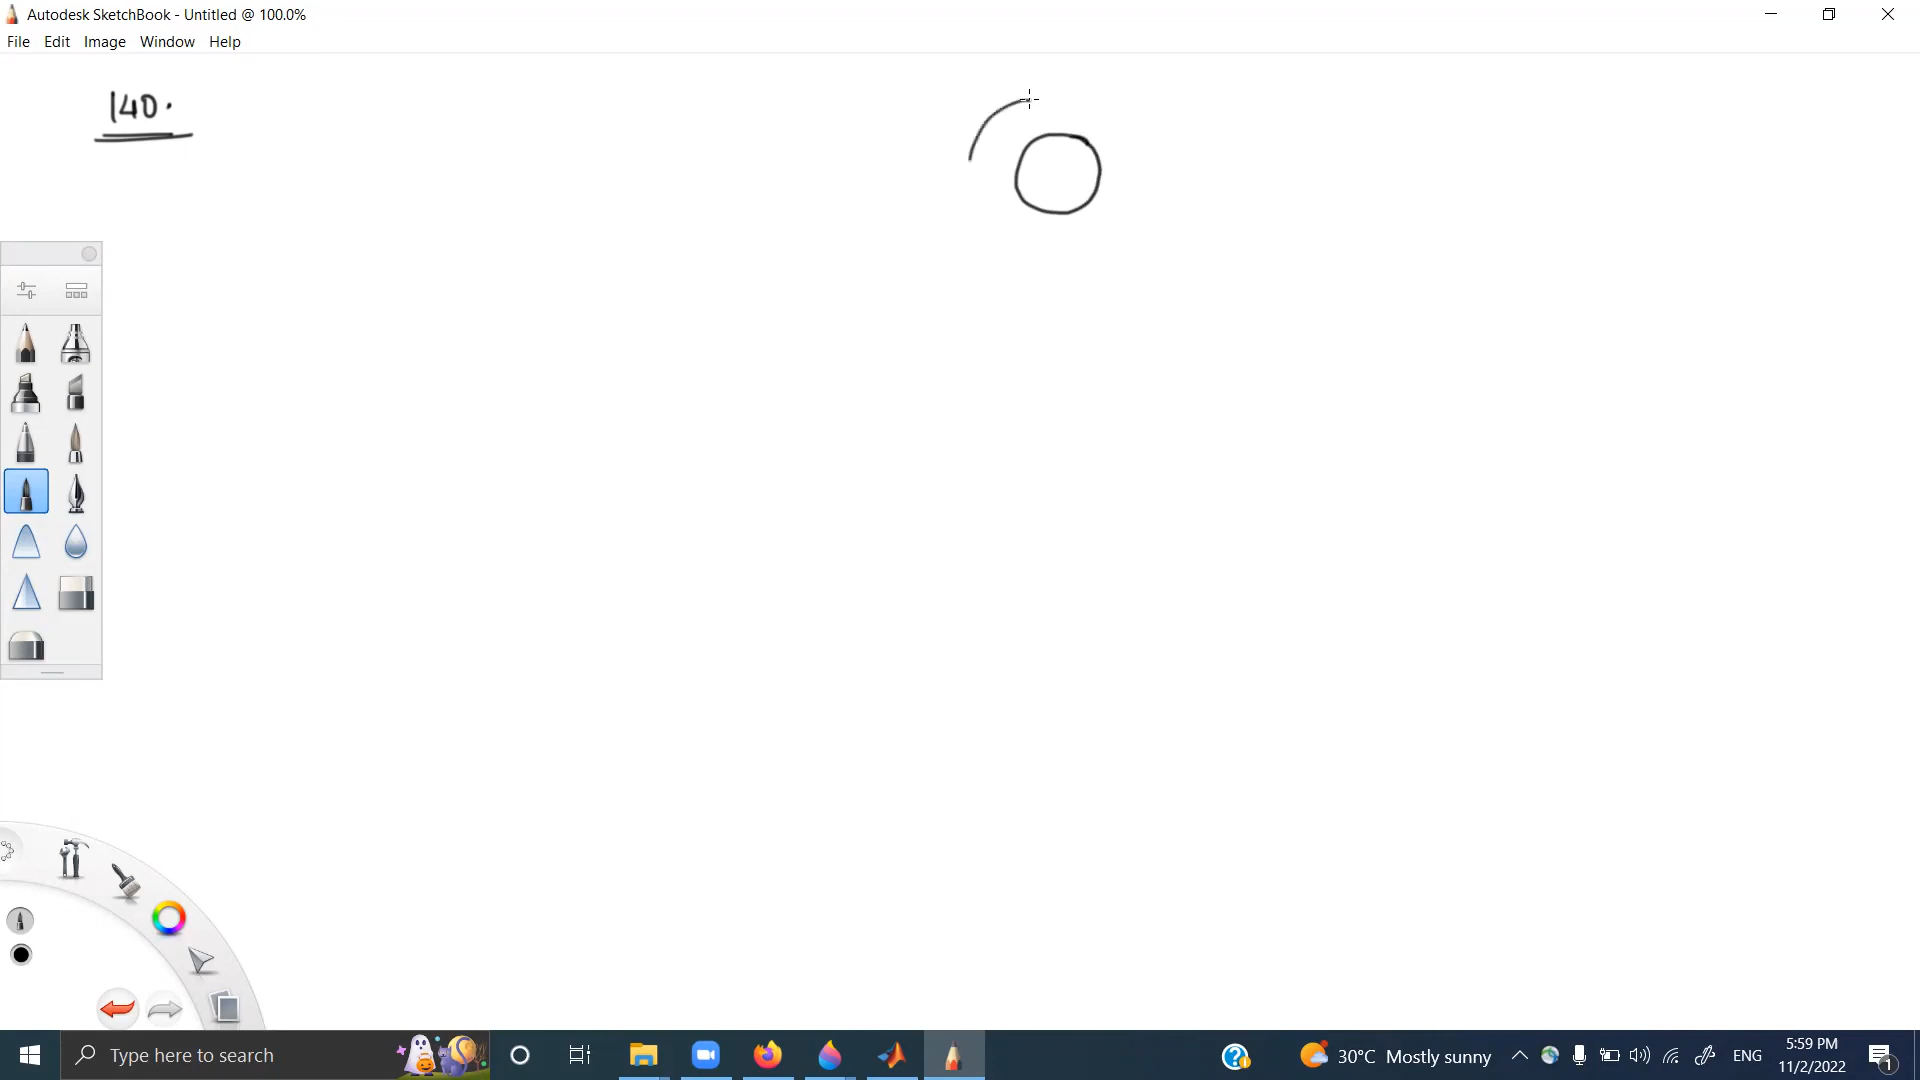 Autodesk SketchBook - Untitled @ 100.0%
File Edit Image Window Help
140.
Type here to search
30°C Mostly sunny
ENG
5:59 PM
11/2/2022
1